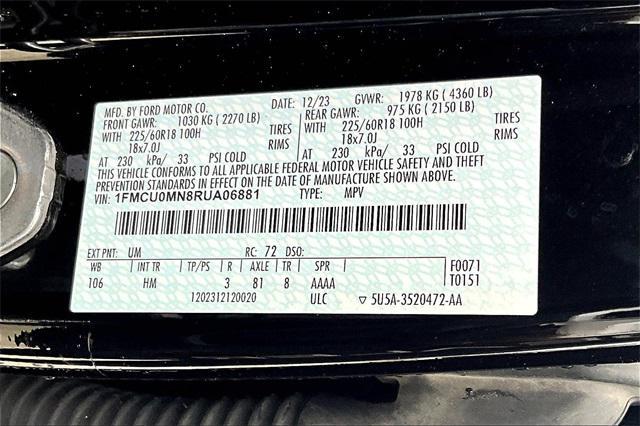 MFD. BY FORD MOTOR CO. DATE: 12/23 GVWR: 1978 KG ( 4360 LB)
FRONT GAWR: 1030 KG ( 2270 LB) REAR GAWR: 975 KG ( 2150 LB)
WITH 225/60R18 100H TIRES WITH 225/60R18 100H TIRES
18x7.0J RIMS 18x7.0J RIMS
AT 230 kPa/ 33 PSI COLD AT 230 kPa/ 33 PSI COLD
THIS VEHICLE CONFORMS TO ALL APPLICABLE FEDERAL MOTOR VEHICLE SAFETY AND THEFT
PREVENTION STANDARDS IN EFFECT ON THE DATE OF MANUFACTURE SHOWN ABOVE.
VIN: 1FMCU0MN8RUA06881 TYPE: MPV
EXT PNT: UM RC: 72 DSO:
WB INT TR TP/PS R AXLE TR SPR F0071
106 HM 3 81 8 AAAA T0151
1202312120020 ULC ▽ 5U5A-3520472-AA